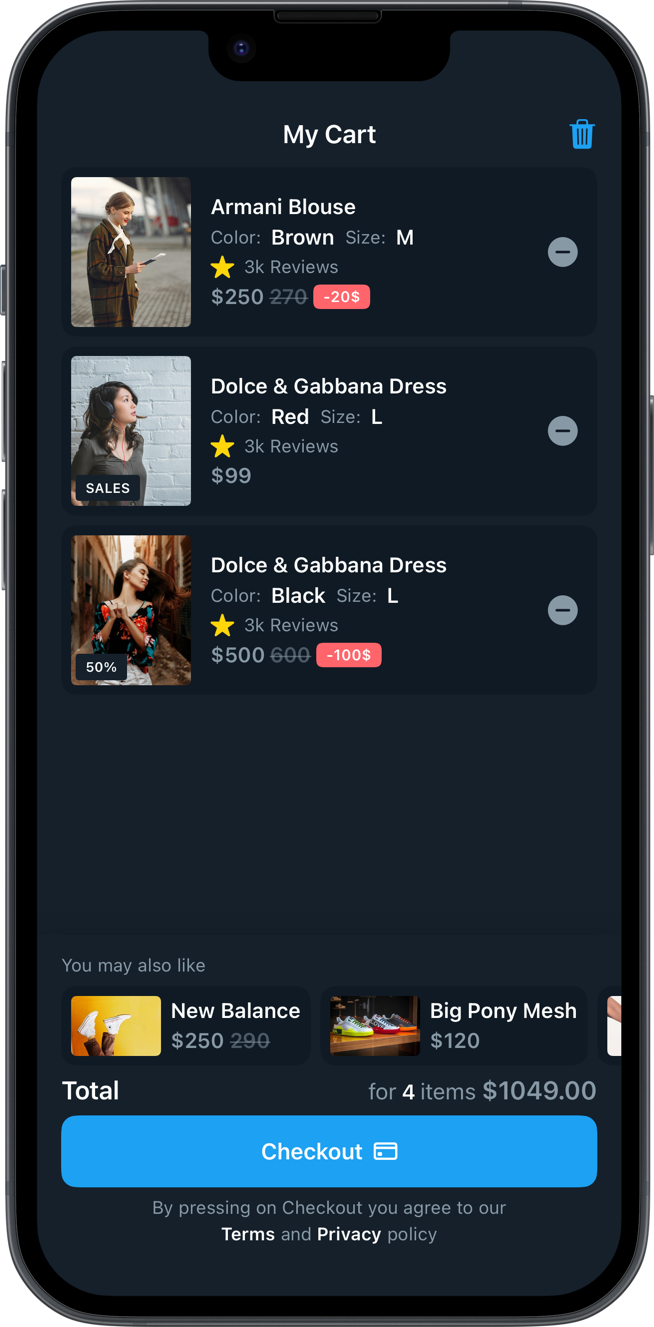 My Cart
Armani Blouse
Color: Brown Size: M
3k Reviews
$250 270 -20$
Dolce & Gabbana Dress
Color: Red Size: L
3k Reviews
$99
SALES
Dolce & Gabbana Dress
Color: Black Size: L
3k Reviews
$500 600 -100$
50%
You may also like
New Balance
$250 290
Big Pony Mesh
$120
Total for 4 items $1049.00
Checkout
By pressing on Checkout you agree to our
Terms and Privacy policy